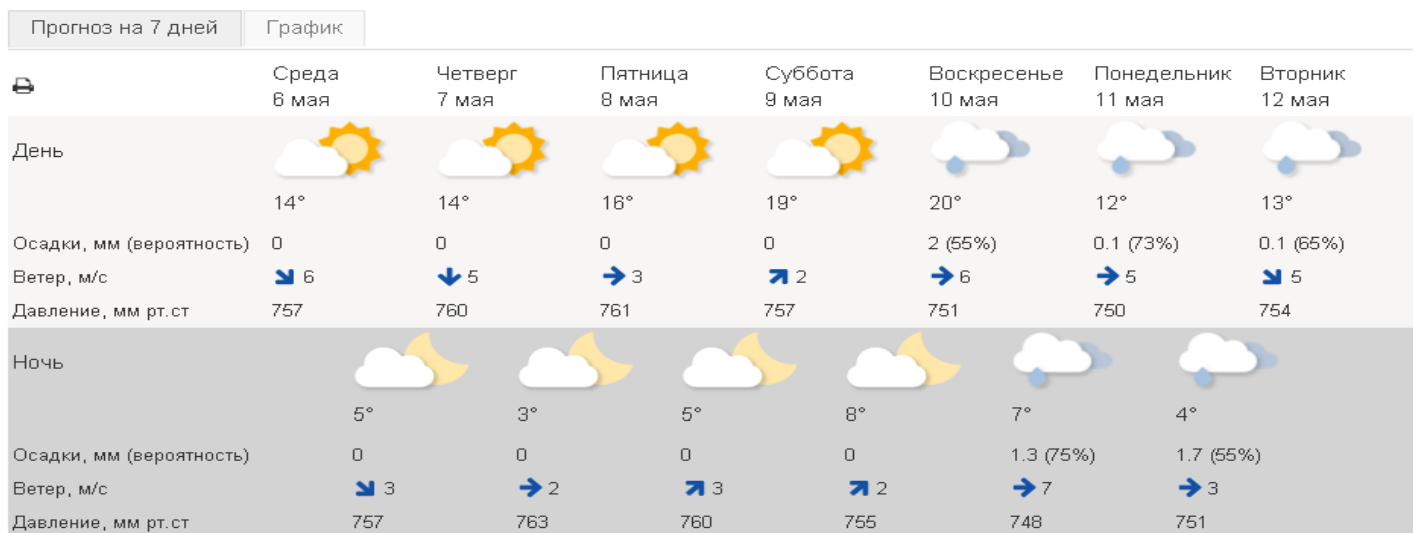 Прогноз на 7 дней График
Среда Четверг Пятница Суббота Воскресенье Понедельник Вторник
6 мая 7 мая 8 мая 9 мая 10 мая 11 мая 12 мая
День
14° 14° 16° 19° 20° 12° 13°
Осадки, мм (вероятность) 0 0 0 0 2 (55%) 0.1 (73%) 0.1 (65%)
Ветер, м/с 6 5 3 2 6 5 5
Давление, мм рт.ст 757 760 761 757 751 750 754
Ночь
5° 3° 5° 8° 7° 4°
Осадки, мм (вероятность) 0 0 0 0 1.3 (75%) 1.7 (55%)
Ветер, м/с 3 2 3 2 7 3
Давление, мм рт.ст 757 763 760 755 748 751